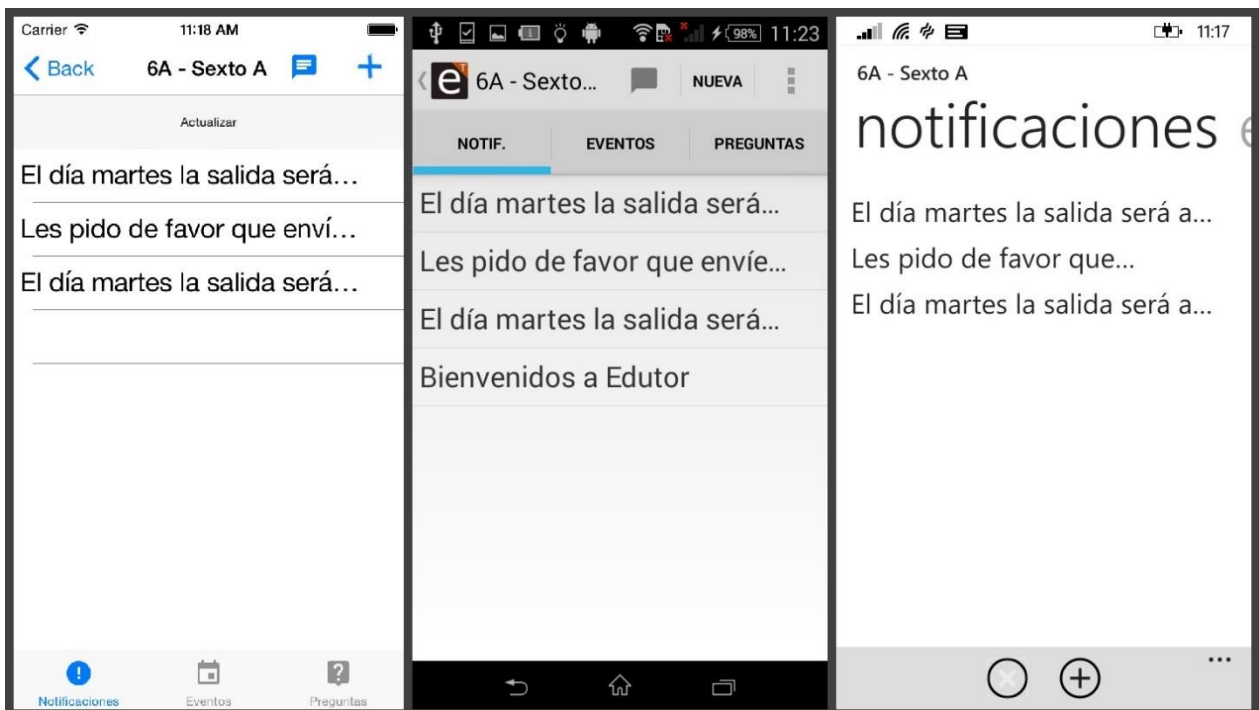 Carrier 11:18 AM
Back 6A - Sexto A
Actualizar
El día martes la salida será...
Les pido de favor que enví...
El día martes la salida será...
Notificaciones Eventos Preguntas
98% 11:23
e 6A - Sexto... NUEVA
NOTIF. EVENTOS PREGUNTAS
El día martes la salida será...
Les pido de favor que envíe...
El día martes la salida será...
Bienvenidos a Edutor
11:17
6A - Sexto A
notificaciones e
El día martes la salida será a...
Les pido de favor que...
El día martes la salida será a...